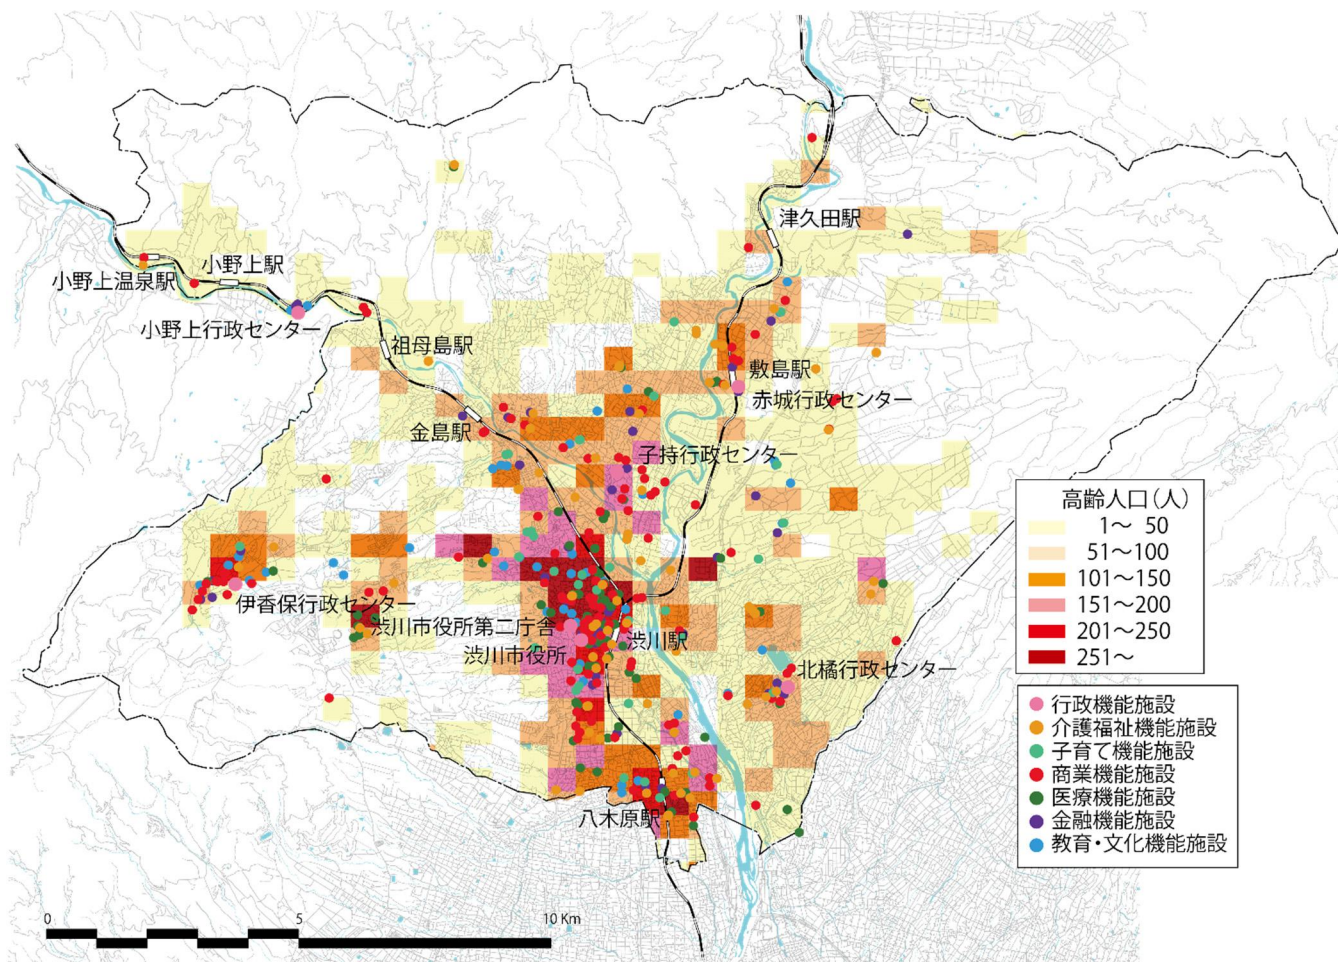 津久田駅
小野上駅
小野上温泉駅
小野上行政センター
祖母島駅
敷島駅
赤城行政センター
金島駅
子持行政センター
伊香保行政センター
渋川市役所第二庁舎
渋川駅
渋川市役所
北橘行政センター
八木原駅
高齢人口（人）
1～ 50
51～100
101～150
151～200
201～250
251～
行政機能施設
介護福祉機能施設
子育て機能施設
商業機能施設
医療機能施設
金融機能施設
教育・文化機能施設
0 5 10 Km